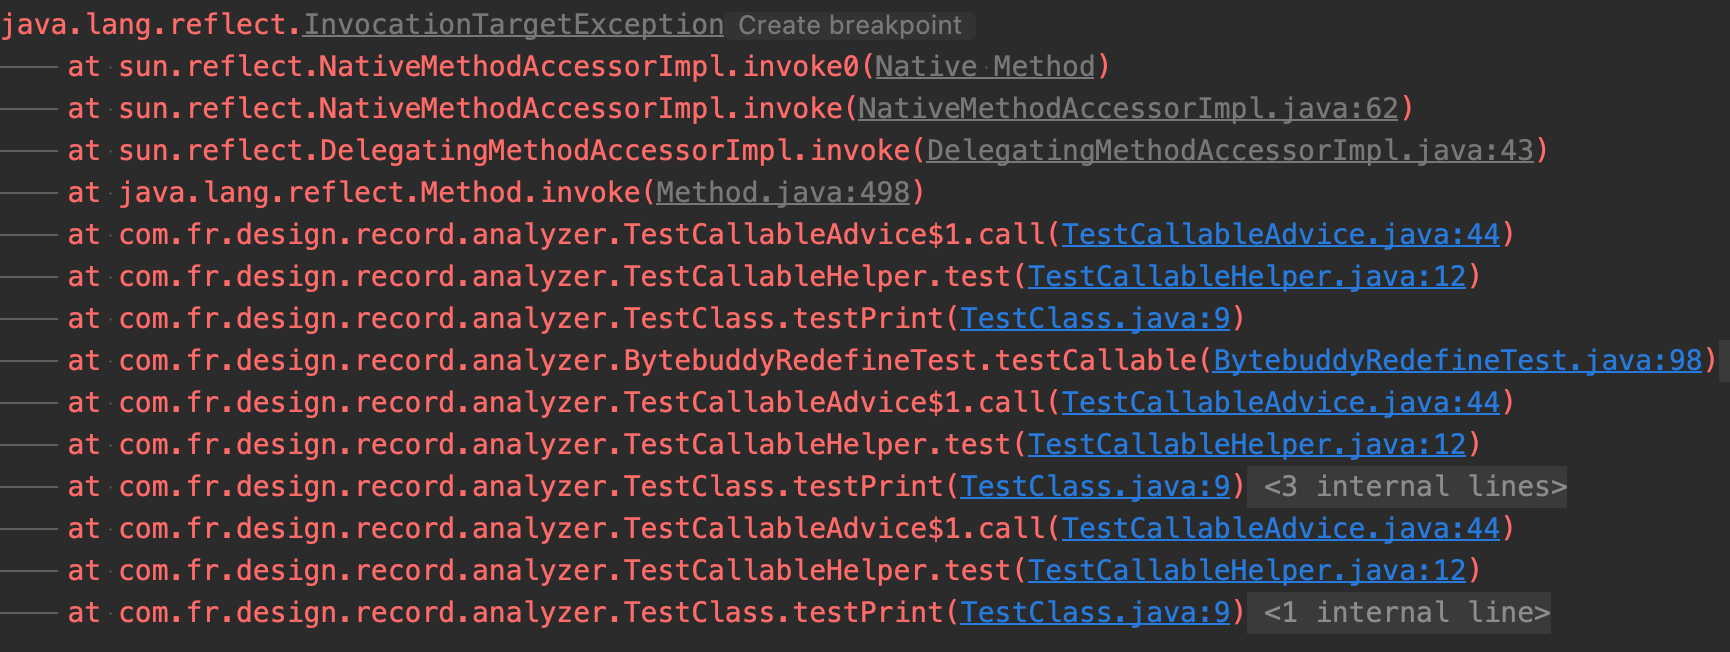 java.lang.reflect.InvocationTargetException Create breakpoint
at sun.reflect.NativeMethodAccessorImpl.invoke0(Native Method)
at sun.reflect.NativeMethodAccessorImpl.invoke(NativeMethodAccessorImpl.java:62)
at sun.reflect.DelegatingMethodAccessorImpl.invoke(DelegatingMethodAccessorImpl.java:43)
at java.lang.reflect.Method.invoke(Method.java:498)
at com.fr.design.record.analyzer.TestCallableAdvice$1.call(TestCallableAdvice.java:44)
at com.fr.design.record.analyzer.TestCallableHelper.test(TestCallableHelper.java:12)
at com.fr.design.record.analyzer.TestClass.testPrint(TestClass.java:9)
at com.fr.design.record.analyzer.BytebuddyRedefineTest.testCallable(BytebuddyRedefineTest.java:98)
at com.fr.design.record.analyzer.TestCallableAdvice$1.call(TestCallableAdvice.java:44)
at com.fr.design.record.analyzer.TestCallableHelper.test(TestCallableHelper.java:12)
at com.fr.design.record.analyzer.TestClass.testPrint(TestClass.java:9) <3 internal lines>
at com.fr.design.record.analyzer.TestCallableAdvice$1.call(TestCallableAdvice.java:44)
at com.fr.design.record.analyzer.TestCallableHelper.test(TestCallableHelper.java:12)
at com.fr.design.record.analyzer.TestClass.testPrint(TestClass.java:9) <1 internal line>